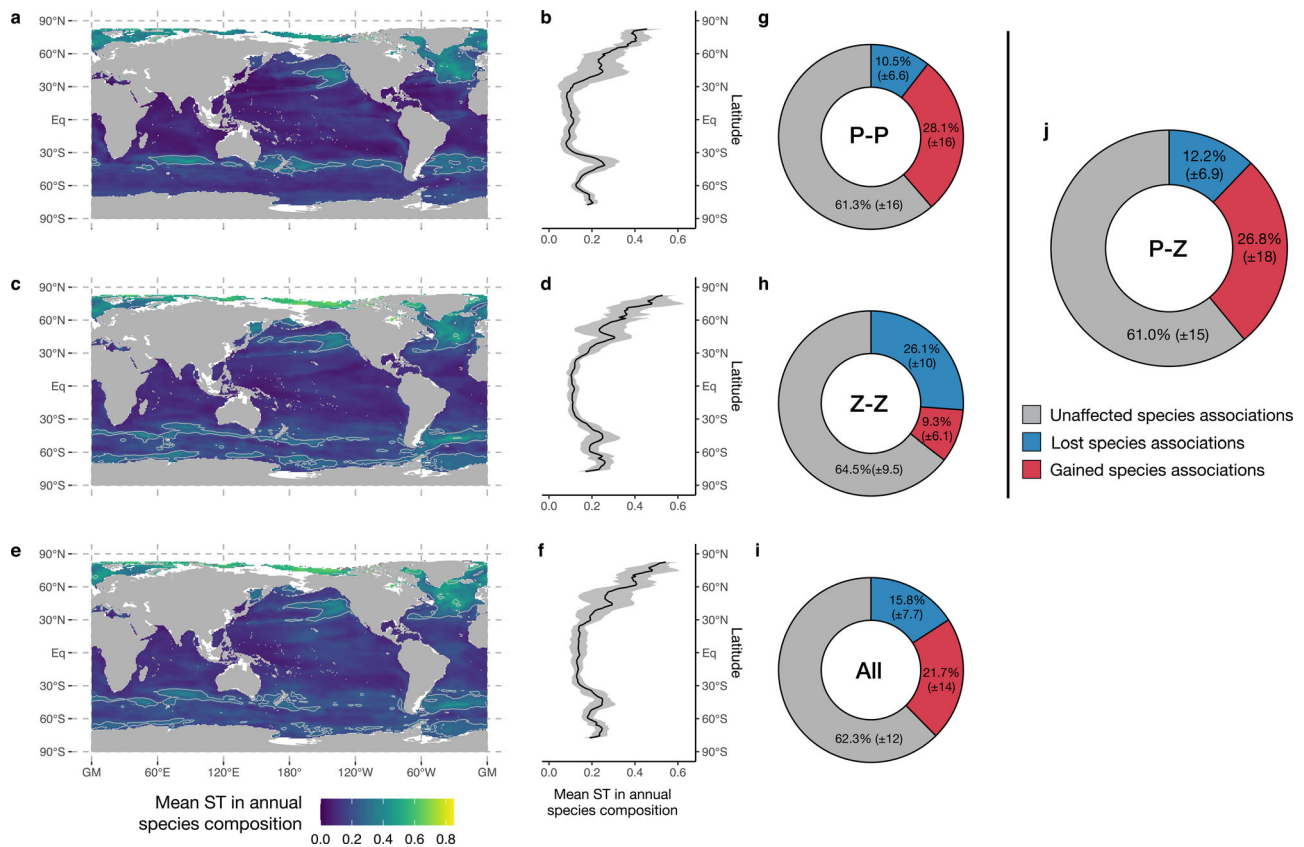 a
90°N
60°N
30°N
Eq
30°S
60°S
90°S
b
90°N
60°N
30°N
Eq
30°S
60°S
90°S
Latitude
0.0 0.2 0.4 0.6
g
10.5%
(±6.6)
28.1%
(±16)
P-P
61.3% (±16)
c
90°N
60°N
30°N
Eq
30°S
60°S
90°S
d
90°N
60°N
30°N
Eq
30°S
60°S
90°S
Latitude
0.0 0.2 0.4 0.6
h
26.1%
(±10)
Z-Z
9.3%
(±6.1)
64.5%(±9.5)
e
90°N
60°N
30°N
Eq
30°S
60°S
90°S
GM 60°E 120° 180° 120°W 60°W GM
Mean ST in annual
species composition
0.0 0.2 0.4 0.6 0.8
f
90°N
60°N
30°N
Eq
30°S
60°S
90°S
Latitude
0.0 0.2 0.4 0.6
Mean ST in annual
species composition
i
15.8%
(±7.7)
21.7%
(±14)
All
62.3% (±12)
j
12.2%
(±6.9)
26.8%
(±18)
P-Z
61.0% (±15)
Unaffected species associations
Lost species associations
Gained species associations